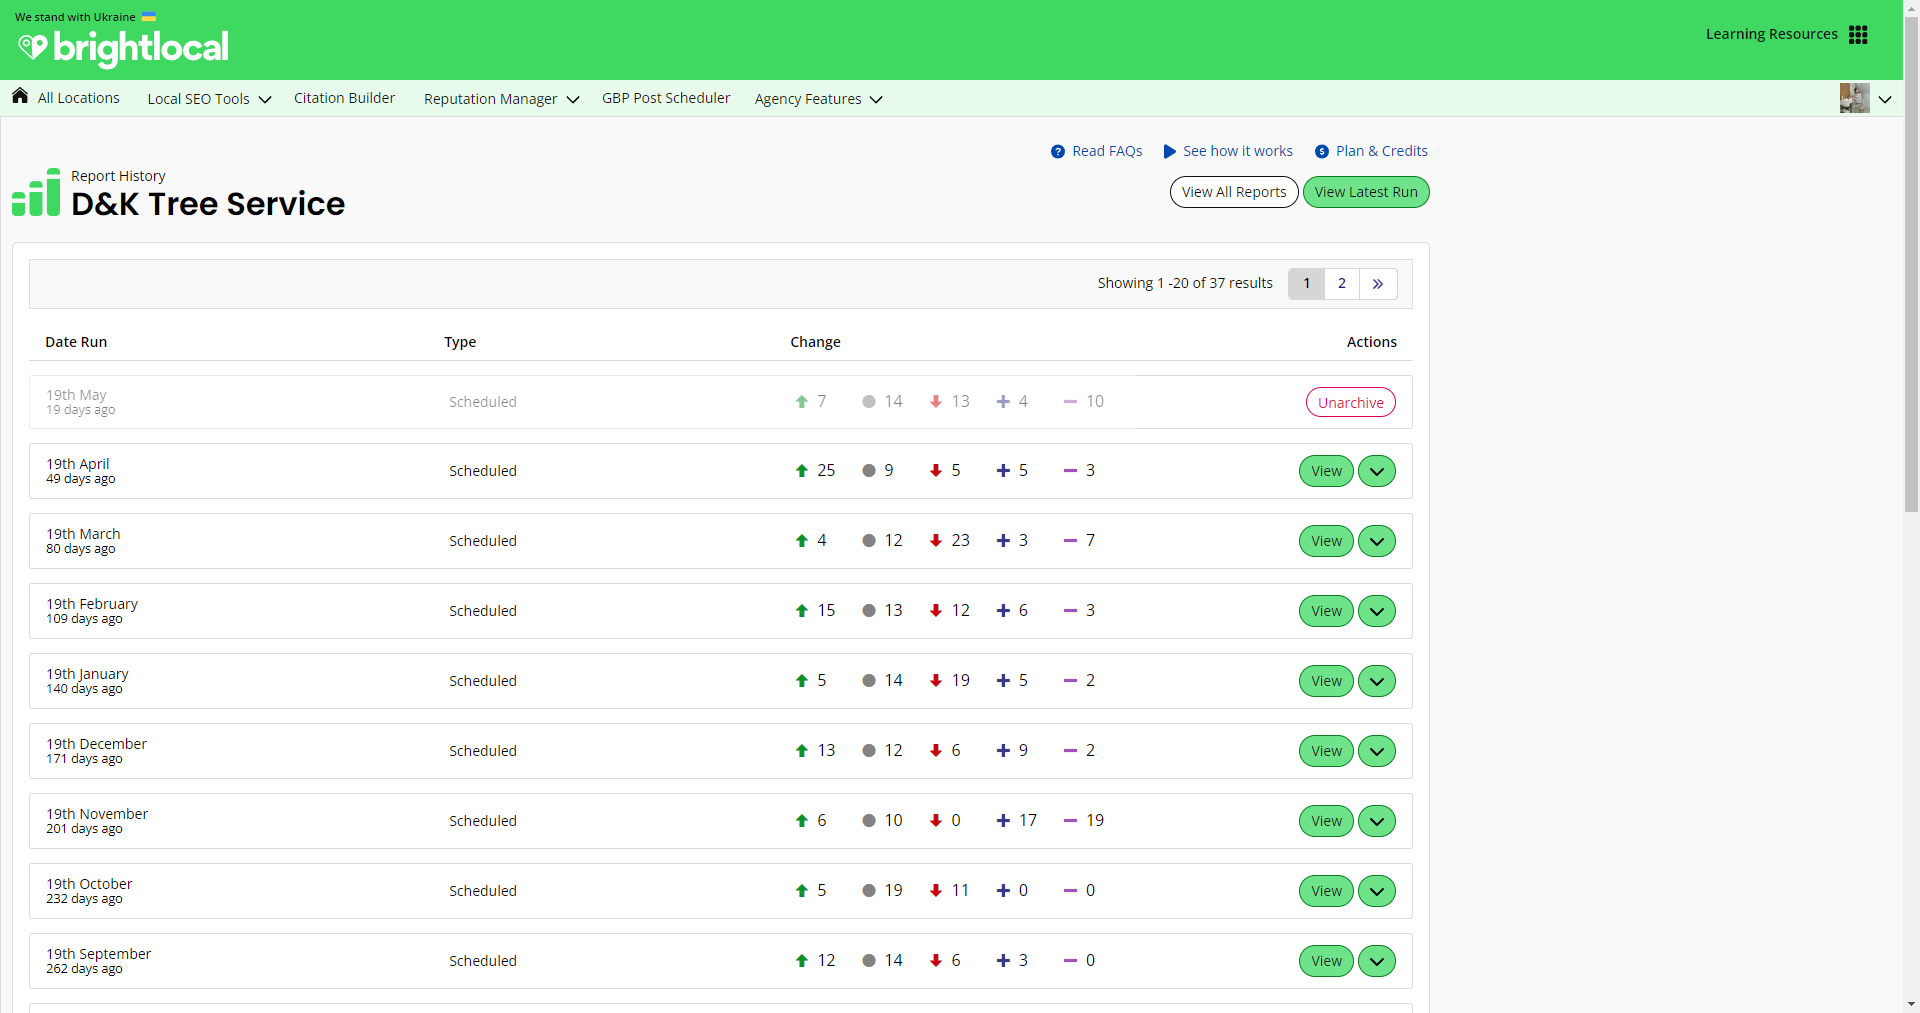 We stand with Ukraine
brightlocal
Learning Resources
All Locations Local SEO Tools Citation Builder Reputation Manager GBP Post Scheduler Agency Features
Read FAQs See how it works Plan & Credits
Report History
D&K Tree Service
View All Reports View Latest Run
Showing 1 -20 of 37 results 1 2 »
Date Run Type Change Actions
19th May
19 days ago
Scheduled 7 14 13 4 10 Unarchive
19th April
49 days ago
Scheduled 25 9 5 5 3 View
19th March
80 days ago
Scheduled 4 12 23 3 7 View
19th February
109 days ago
Scheduled 15 13 12 6 3 View
19th January
140 days ago
Scheduled 5 14 19 5 2 View
19th December
171 days ago
Scheduled 13 12 6 9 2 View
19th November
201 days ago
Scheduled 6 10 0 17 19 View
19th October
232 days ago
Scheduled 5 19 11 0 0 View
19th September
262 days ago
Scheduled 12 14 6 3 0 View